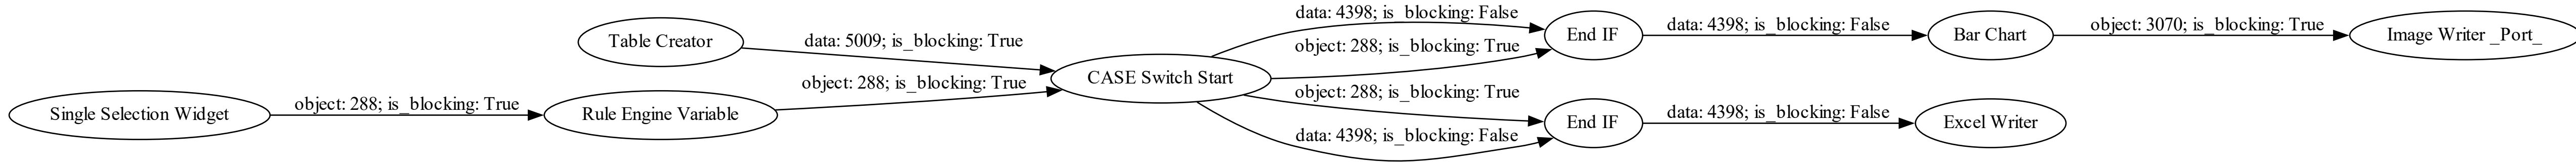 data: 4398; is_blocking: False
data: 4398; is_blocking: False
object: 3070; is_blocking: True
Table Creator
data: 5009; is_blocking: True
End IF
Bar Chart
Image Writer _Port_
object: 288; is_blocking: True
CASE Switch Start
object: 288; is_blocking: True
object: 288; is_blocking: True
object: 288; is_blocking: True
data: 4398; is_blocking: False
Single Selection Widget
Rule Engine Variable
End IF
Excel Writer
data: 4398; is_blocking: False